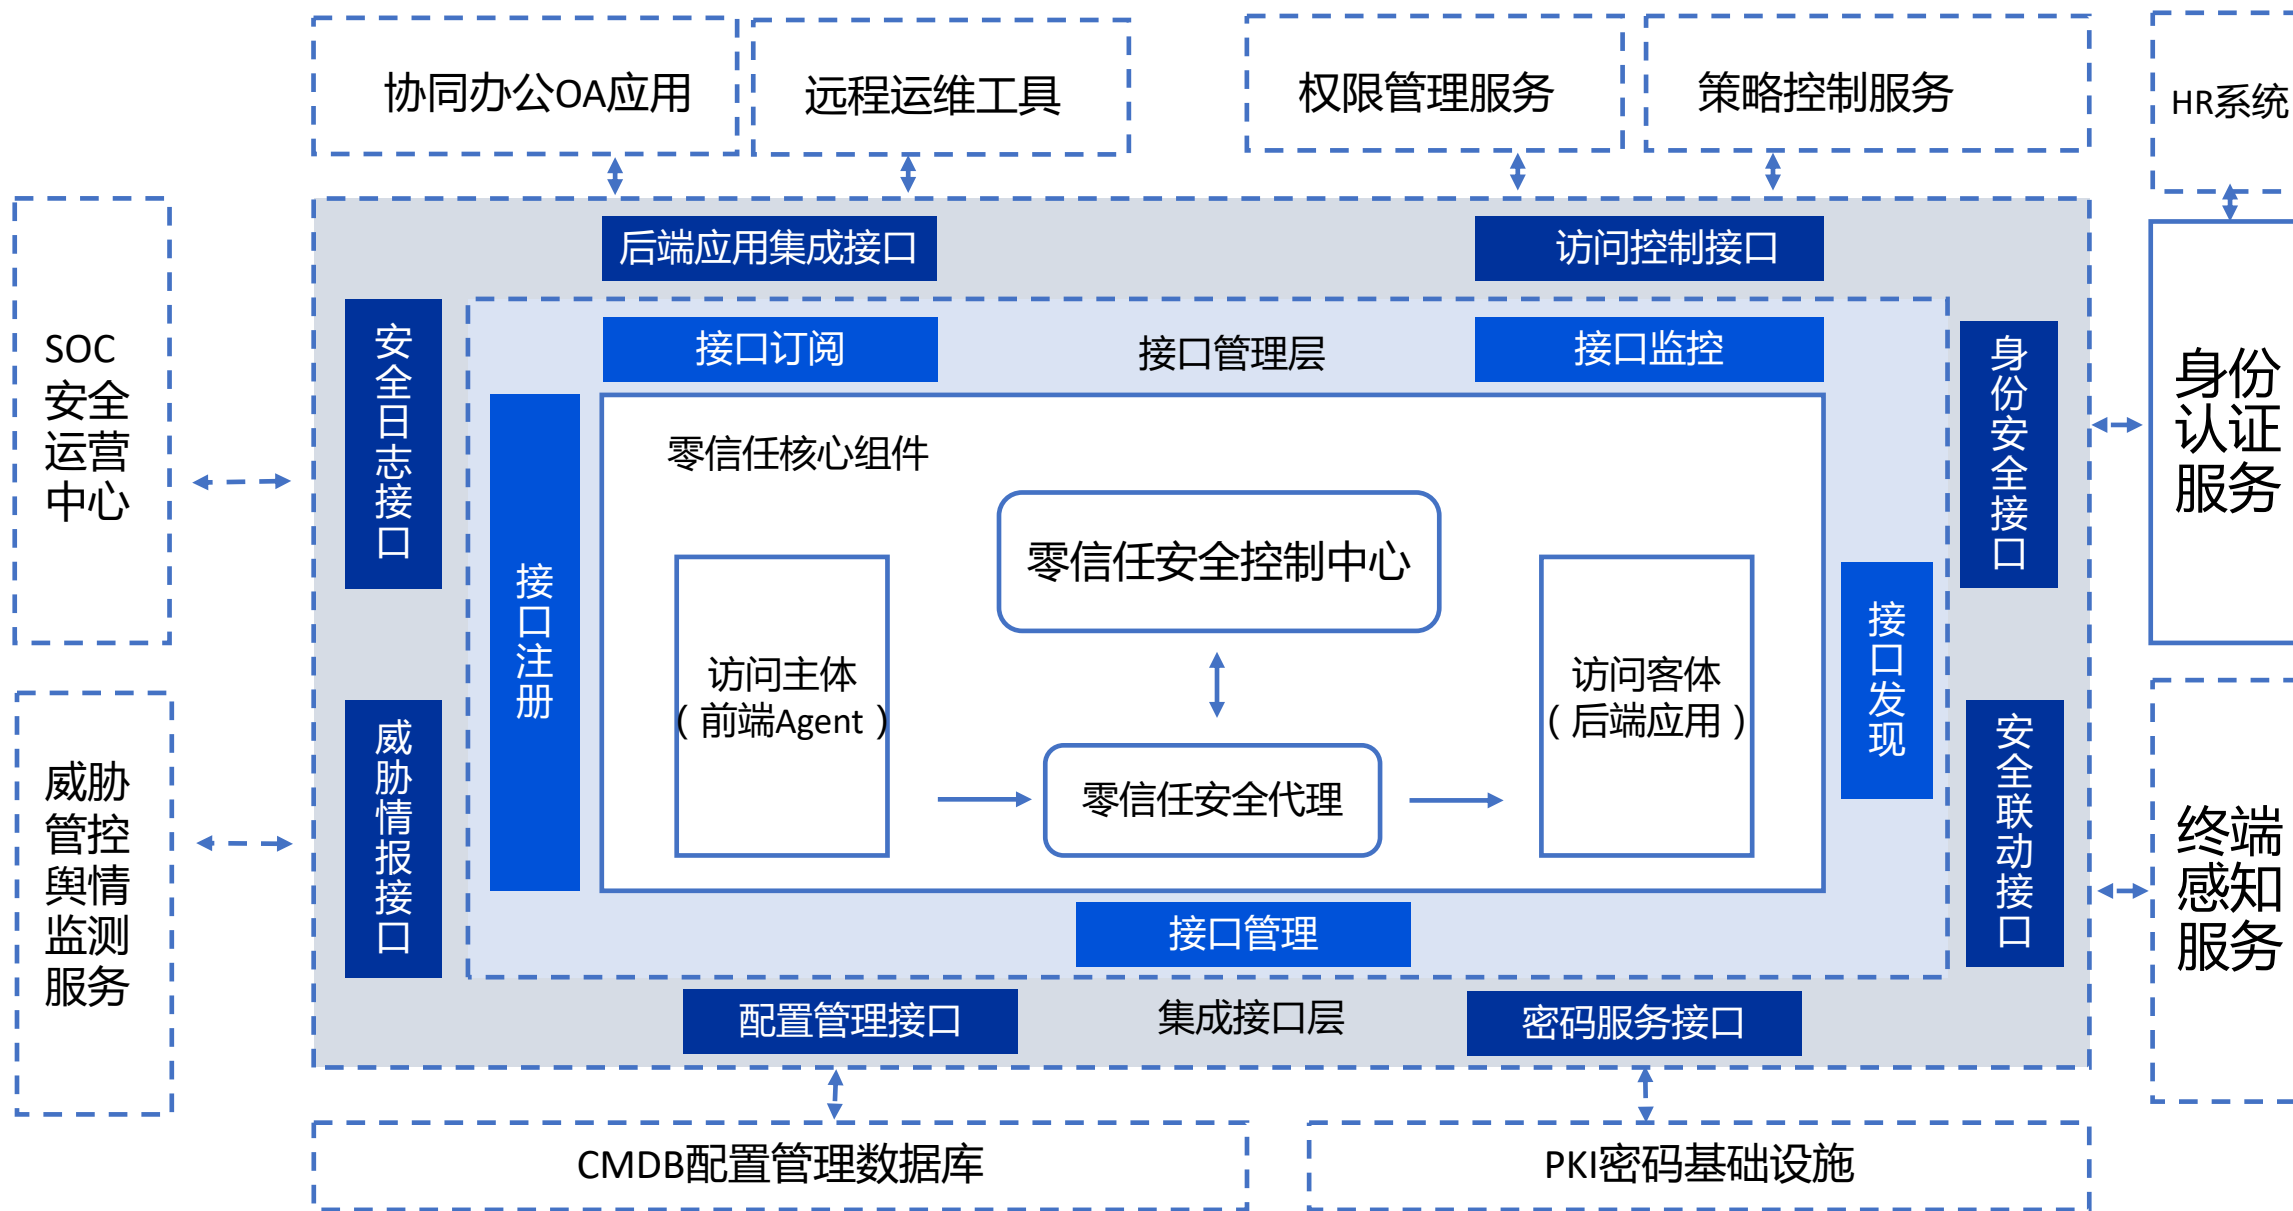 协同办公OA应用
远程运维工具
权限管理服务
策略控制服务
HR系统
后端应用集成接口
访问控制接口
SOC
安全
运营
中心
威胁
管控
舆情
监测
服务
安全日志接口
威胁情报接口
接口订阅
接口管理层
接口监控
接口注册
零信任核心组件
零信任安全控制中心
访问主体
（前端Agent）
零信任安全代理
访问客体
（后端应用）
接口发现
接口管理
身份安全接口
安全联动接口
身份
认证
服务
终端
感知
服务
配置管理接口
集成接口层
密码服务接口
CMDB配置管理数据库
PKI密码基础设施